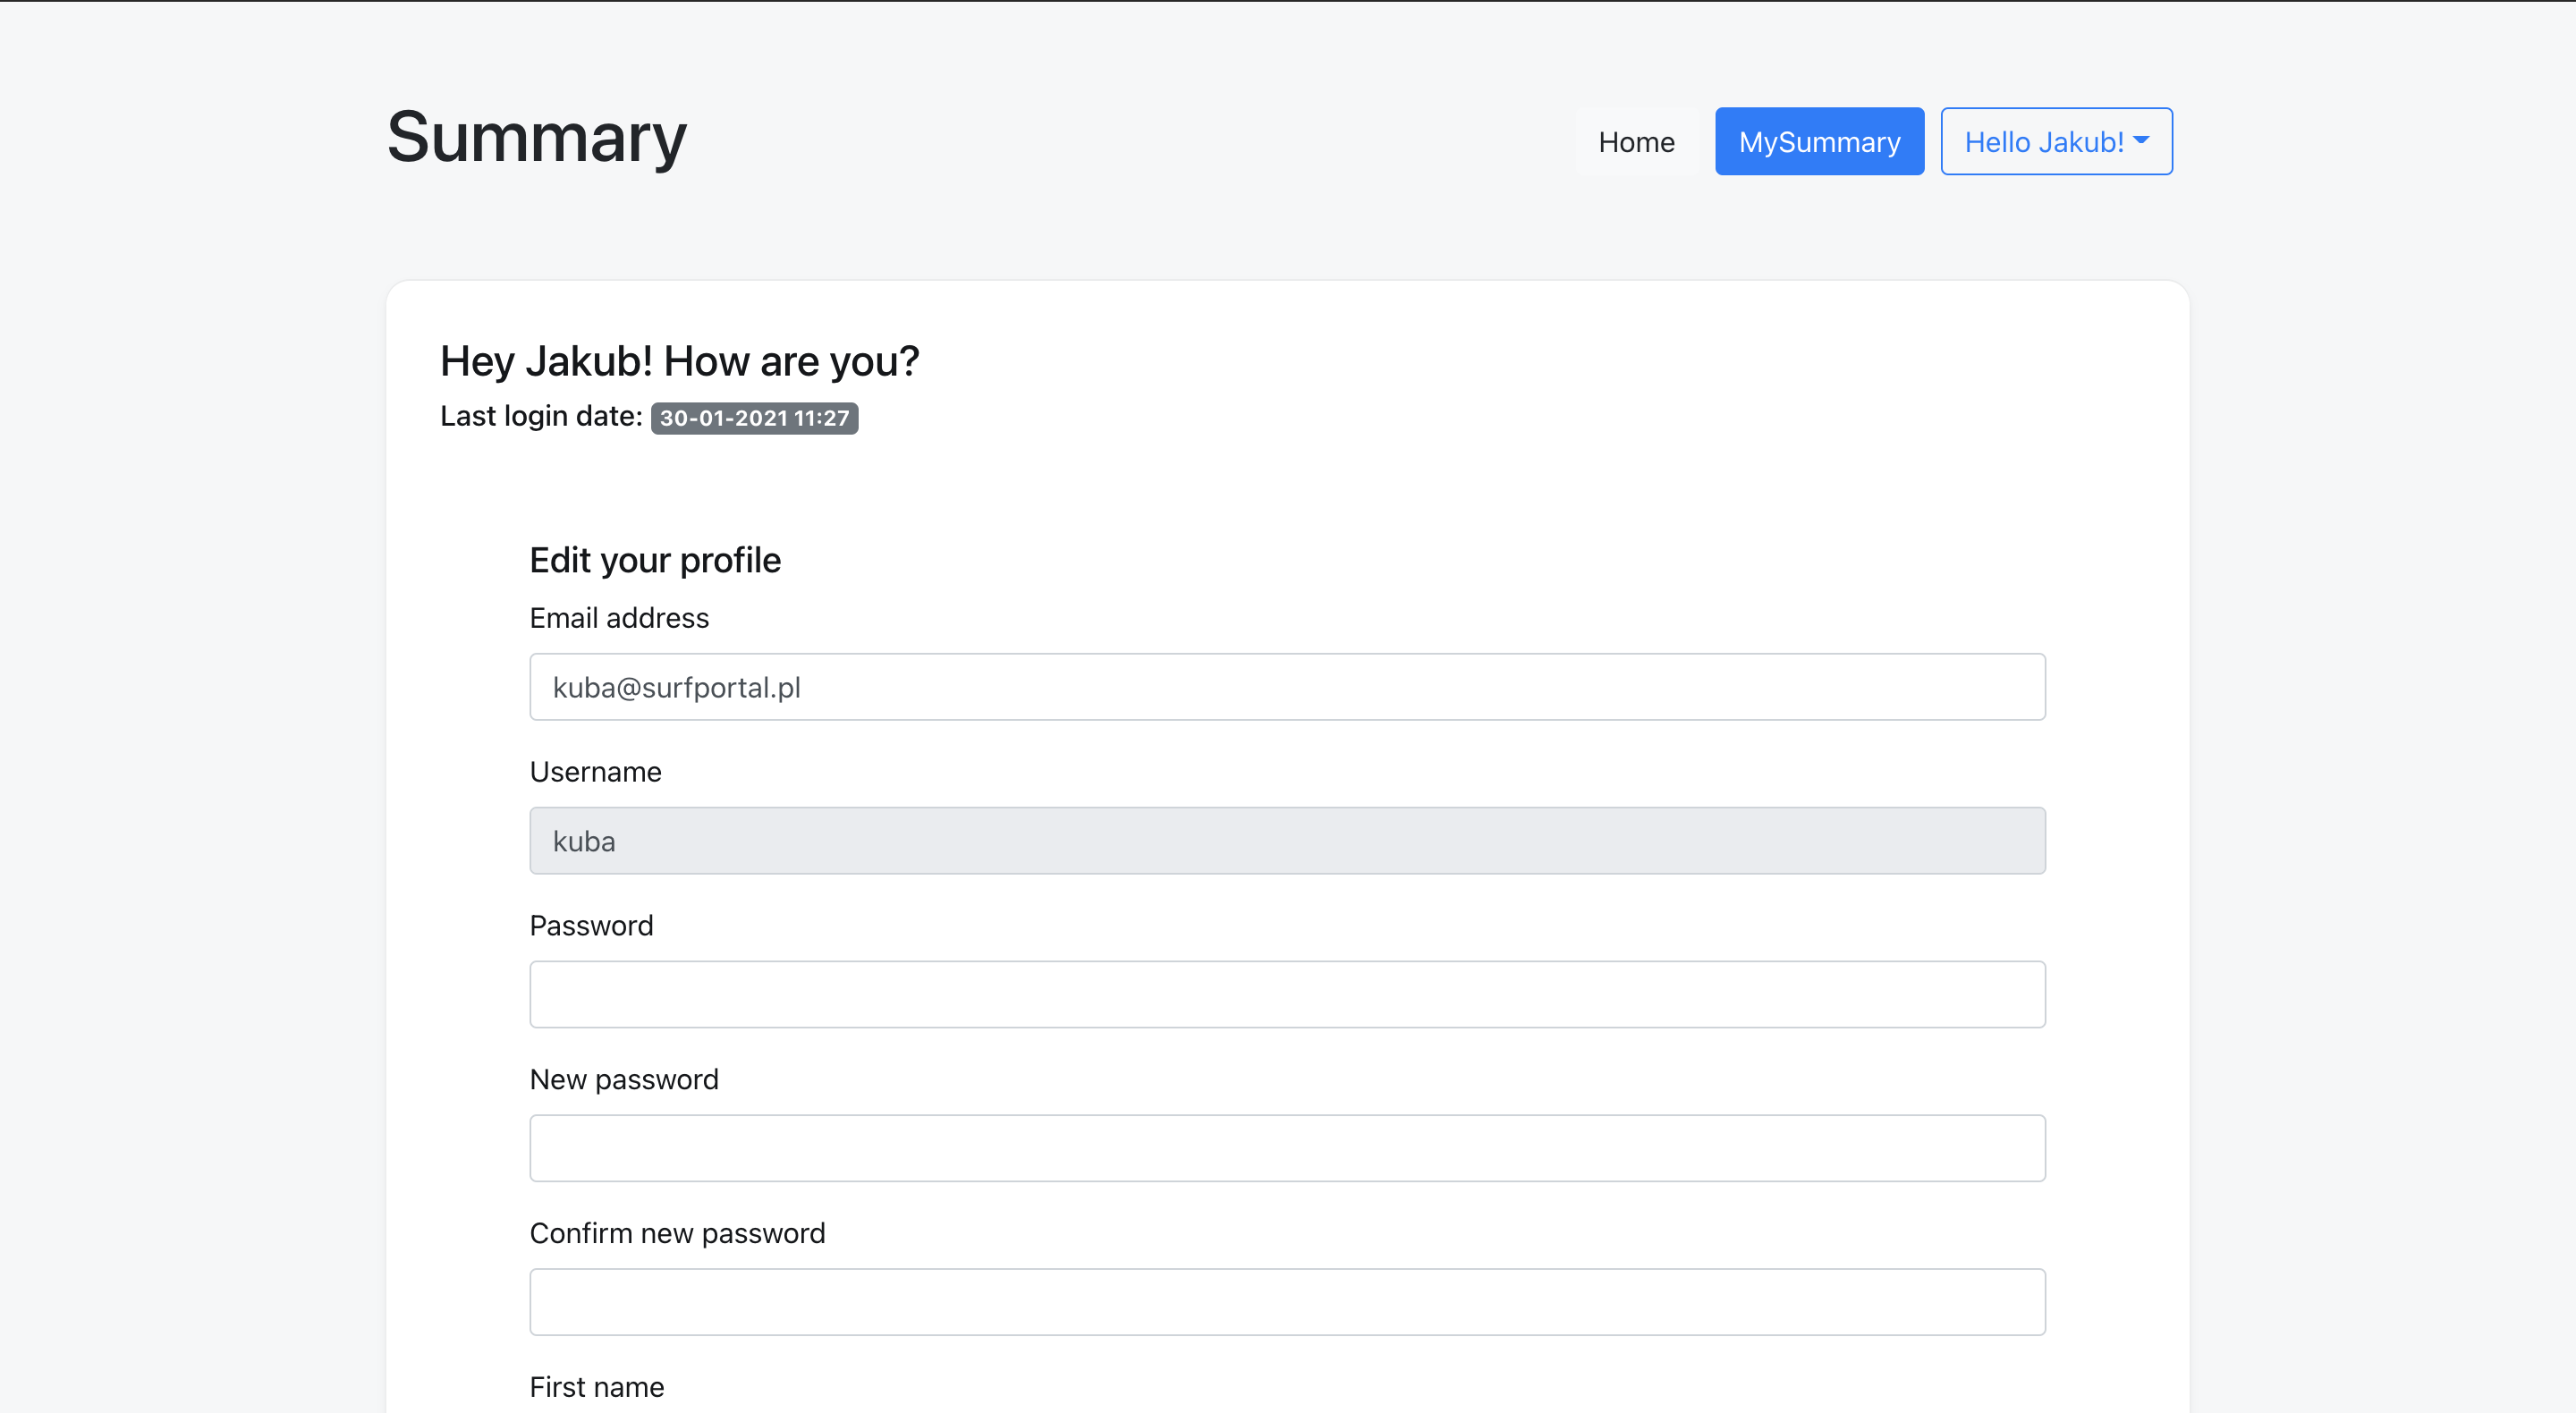 Summary
Home
MySummary
Hello Jakub!
Hey Jakub! How are you?
Last login date: 30-01-2021 11:27
Edit your profile
Email address
kuba@surfportal.pl
Username
kuba
Password
New password
Confirm new password
First name